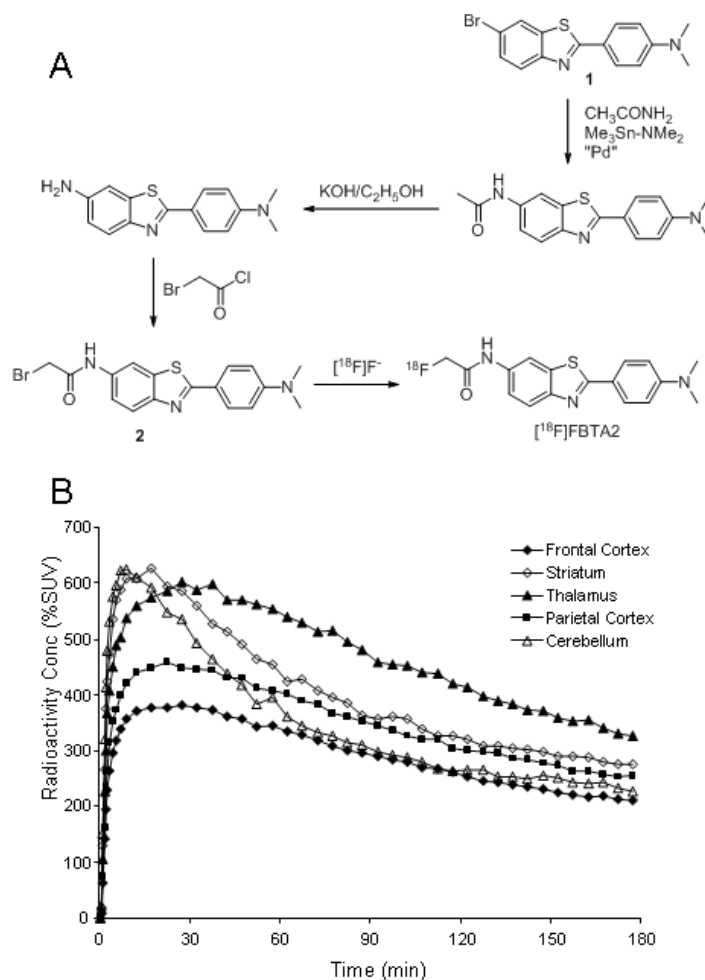 A
Br
S
N
N
1
CH₃CONH₂
Me₃Sn-NMe₂
"Pd"
H₂N
S
N
N
KOH/C₂H₅OH
H
N
O
S
N
N
Br
Cl
O
Br
H
N
O
S
N
N
2
[¹⁸F]F⁻
¹⁸F
H
N
O
S
N
N
[¹⁸F]FBTA2
B
Radioactivity Conc (%SUV)
700
600
500
400
300
200
100
0
Frontal Cortex
Striatum
Thalamus
Parietal Cortex
Cerebellum
0 30 60 90 120 150 180
Time (min)